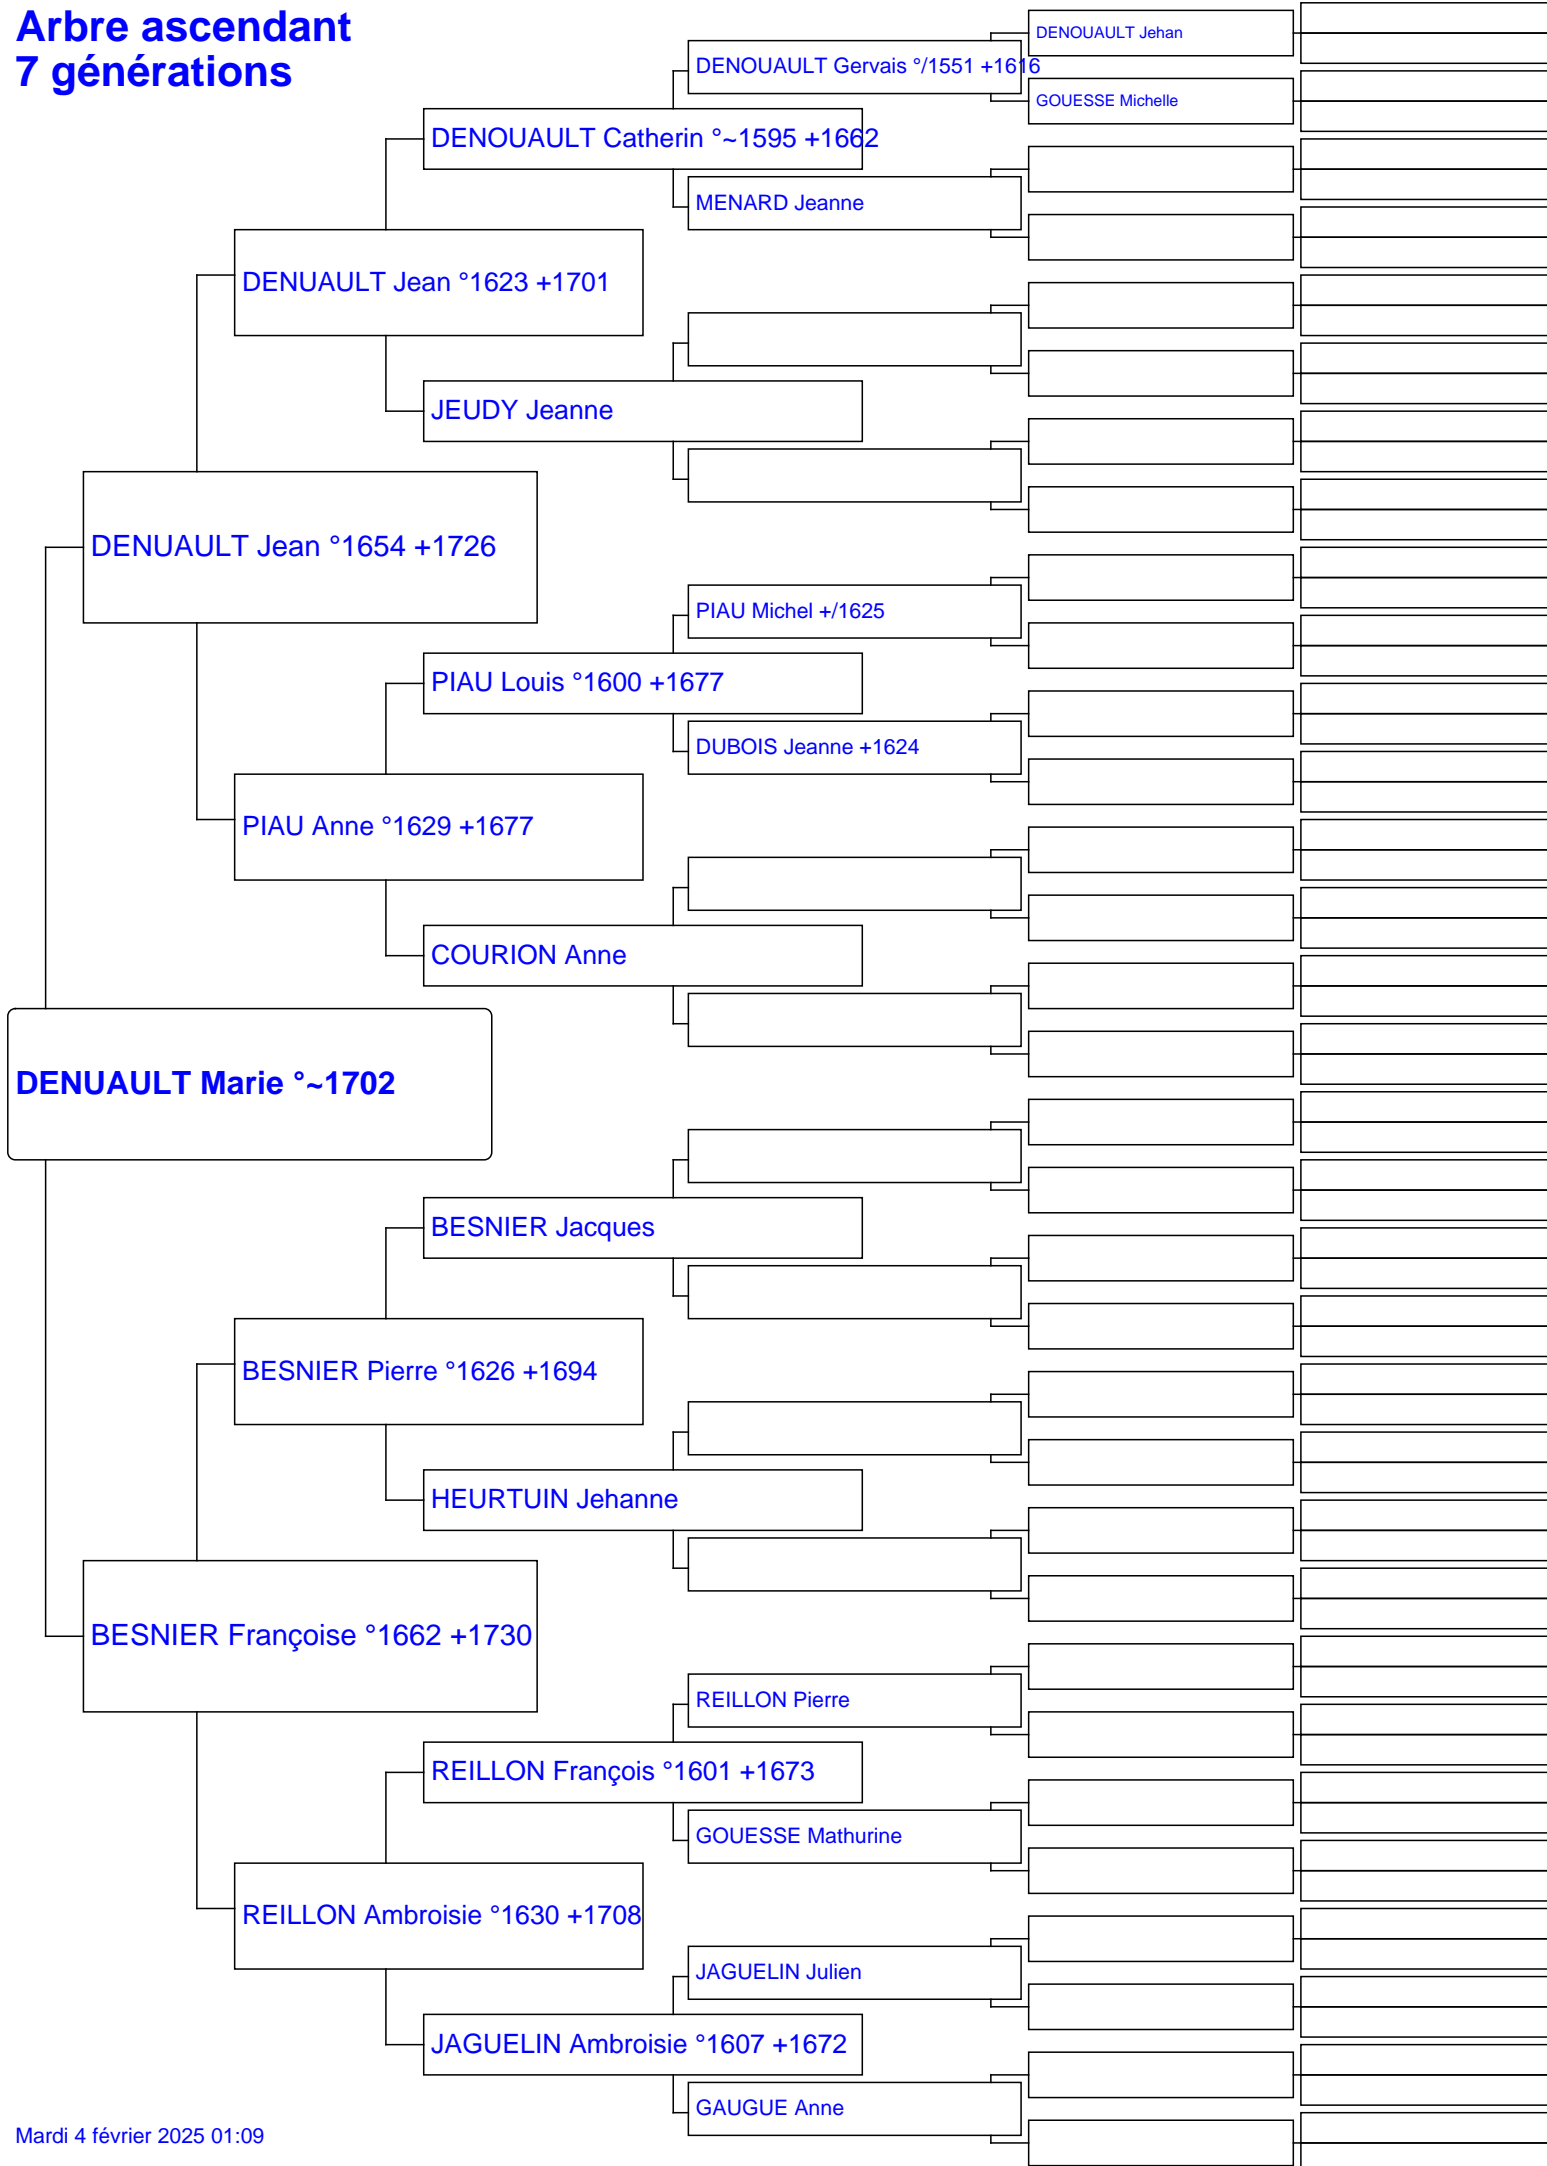 Arbre ascendant
7 générations
DENOUAULT Jehan
DENOUAULT Gervais °/1551 +1616
GOUESSE Michelle
DENOUAULT Catherin °~1595 +1662
MENARD Jeanne
DENUAULT Jean °1623 +1701
JEUDY Jeanne
DENUAULT Jean °1654 +1726
PIAU Michel +/1625
PIAU Louis °1600 +1677
DUBOIS Jeanne +1624
PIAU Anne °1629 +1677
COURION Anne
DENUAULT Marie °~1702
BESNIER Jacques
BESNIER Pierre °1626 +1694
HEURTUIN Jehanne
BESNIER Françoise °1662 +1730
REILLON Pierre
REILLON François °1601 +1673
GOUESSE Mathurine
REILLON Ambroisie °1630 +1708
JAGUELIN Julien
JAGUELIN Ambroisie °1607 +1672
GAUGUE Anne
Mardi 4 février 2025 01:09